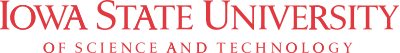 IOWA STATE UNIVERSITY
OF SCIENCE AND TECHNOLOGY